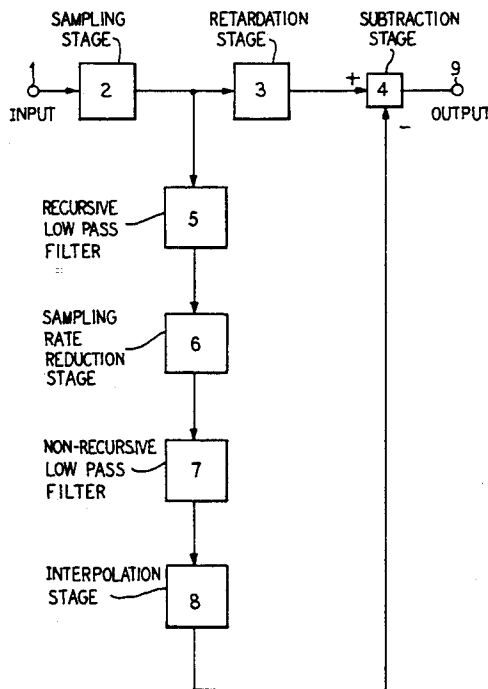 SAMPLING
STAGE
RETARDATION
STAGE
SUBTRACTION
STAGE
1
2
3
+
4
9
INPUT
-
OUTPUT
RECURSIVE
LOW PASS
FILTER
5
SAMPLING
RATE
REDUCTION
STAGE
6
NON-RECURSIVE
LOW PASS
FILTER
7
INTERPOLATION
STAGE
8